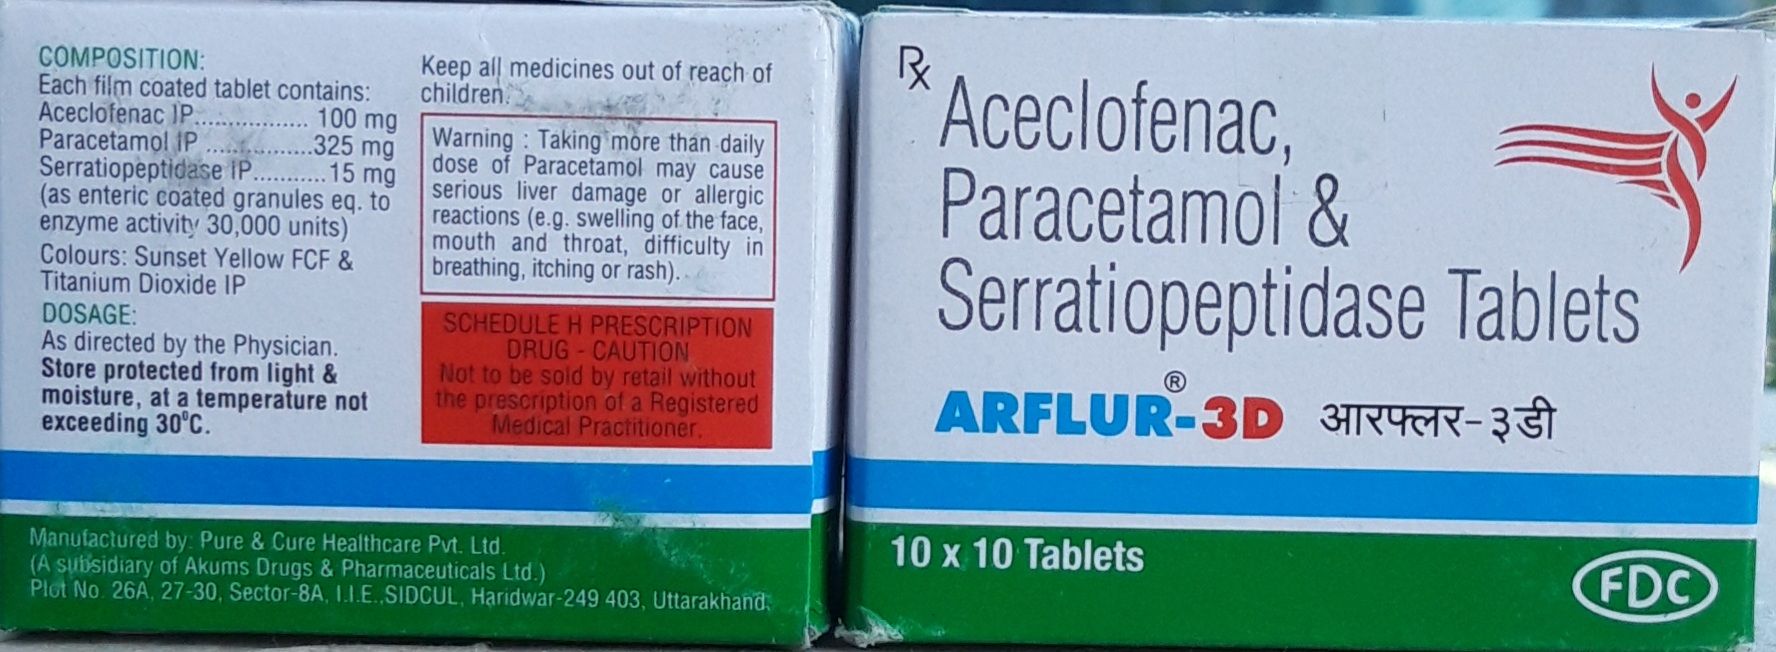 COMPOSITION:
Each film coated tablet contains:
Aceclofenac IP.................. 100 mg
Paracetamol IP ................325 mg
Serratiopeptidase IP...........15 mg
(as enteric coated granules eq. to
enzyme activity 30,000 units)
Colours: Sunset Yellow FCF &
Titanium Dioxide IP
DOSAGE:
As directed by the Physician.
Store protected from light &
moisture, at a temperature not
exceeding 30⁰C.
Keep all medicines out of reach of
children.
Warning : Taking more than daily
dose of Paracetamol may cause
serious liver damage or allergic
reactions (e.g. swelling of the face,
mouth and throat, difficulty in
breathing, itching or rash).
SCHEDULE H PRESCRIPTION
DRUG - CAUTION
Not to be sold by retail without
the prescription of a Registered
Medical Practitioner.
Manufactured by: Pure & Cure Healthcare Pvt. Ltd.
(A subsidiary of Akums Drugs & Pharmaceuticals Ltd.)
Plot No. 26A, 27-30, Sector-8A, I.I.E.,SIDCUL, Haridwar-249 403, Uttarakhand.
Rx
Aceclofenac,
Paracetamol &
Serratiopeptidase Tablets
ARFLUR®-3D आरफ्लर-३डी
10 x 10 Tablets
FDC